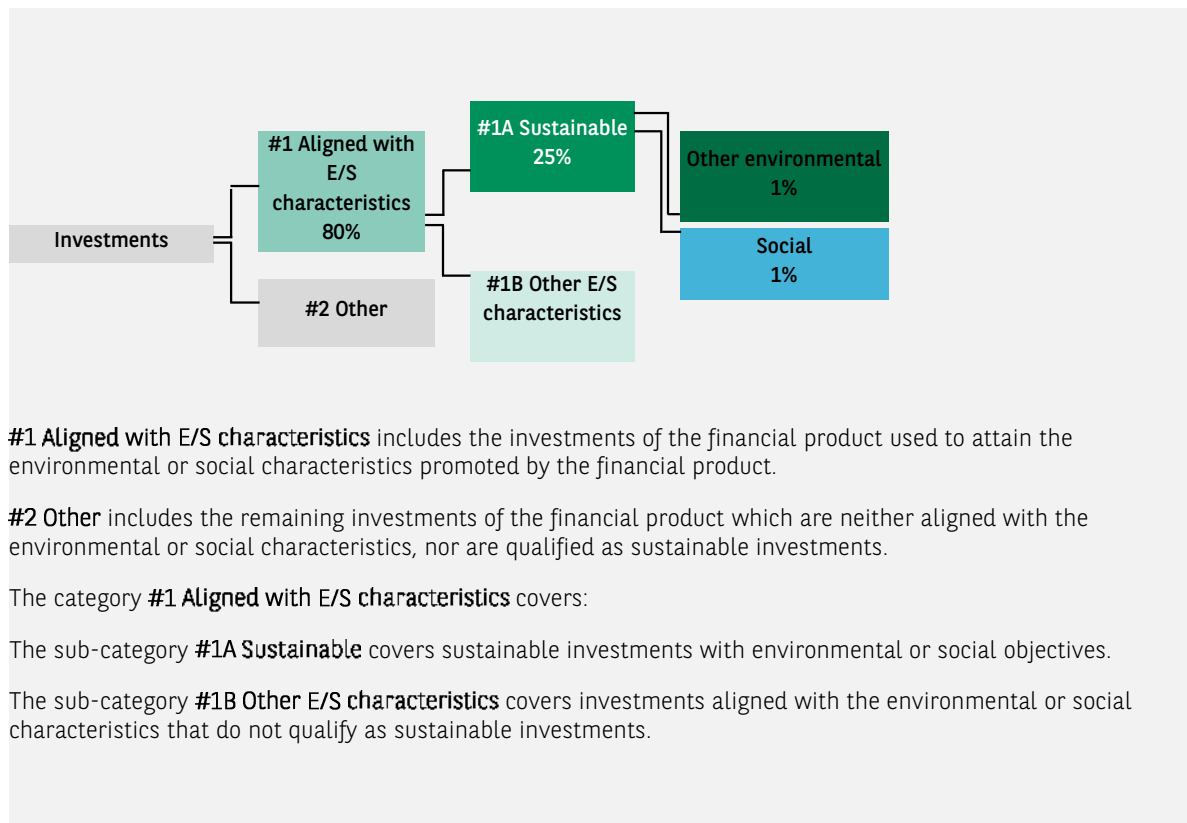 #1A Sustainable
25%
#1 Aligned with
E/S
characteristics
80%
Other environmental
1%
Investments
Social
1%
#2 Other
#1B Other E/S
characteristics
#1 Aligned with E/S characteristics includes the investments of the financial product used to attain the
environmental or social characteristics promoted by the financial product.
#2 Other includes the remaining investments of the financial product which are neither aligned with the
environmental or social characteristics, nor are qualified as sustainable investments.
The category #1 Aligned with E/S characteristics covers:
The sub-category #1A Sustainable covers sustainable investments with environmental or social objectives.
The sub-category #1B Other E/S characteristics covers investments aligned with the environmental or social
characteristics that do not qualify as sustainable investments.